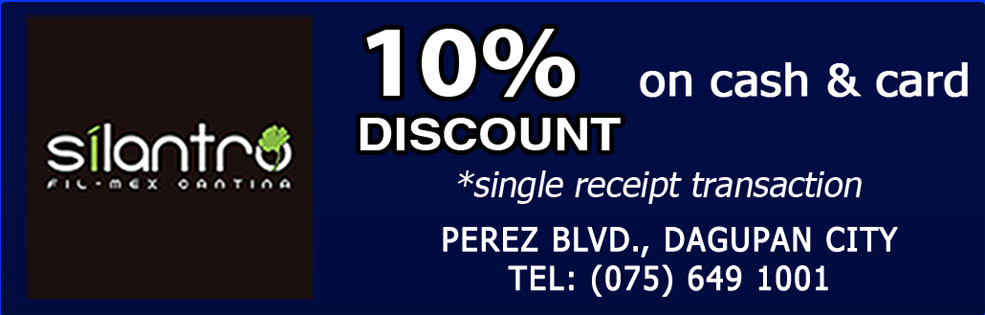 sílantro
FIL-MEX CANTINA
10%
DISCOUNT
on cash & card
*single receipt transaction
PEREZ BLVD., DAGUPAN CITY
TEL: (075) 649 1001